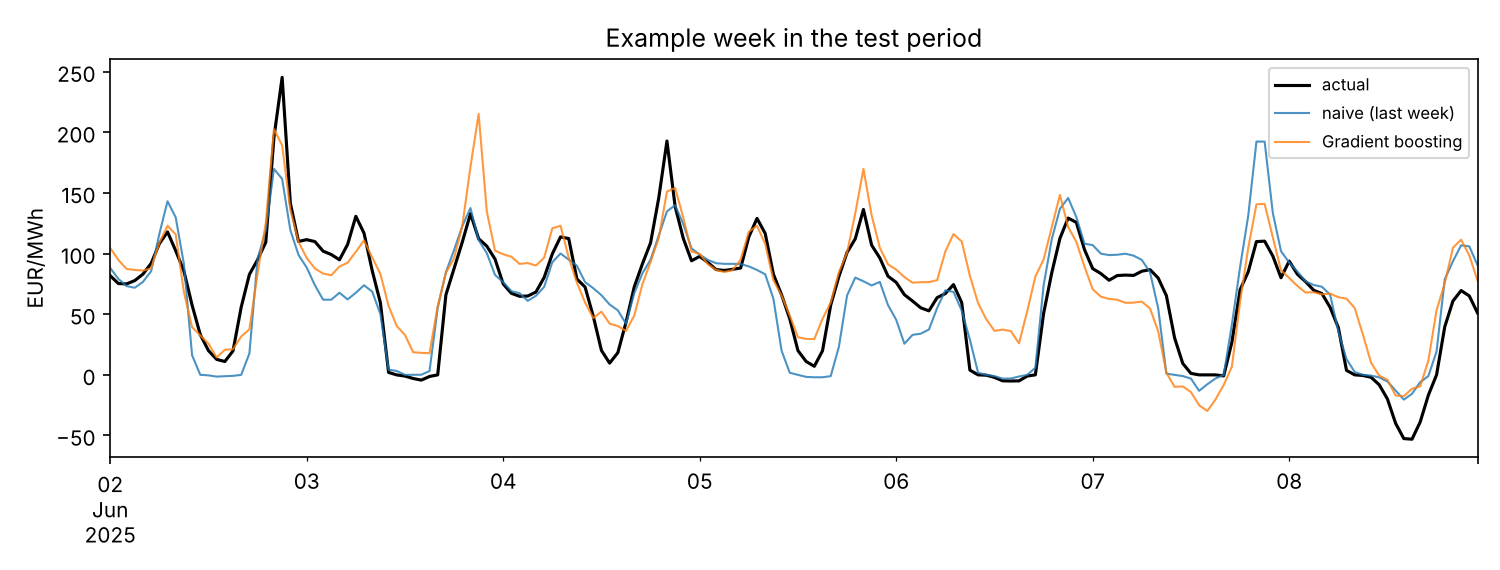 Example week in the test period
EUR/MWh
250
200
150
100
50
0
−50
actual
naive (last week)
Gradient boosting
02 03 04 05 06 07 08
Jun
2025